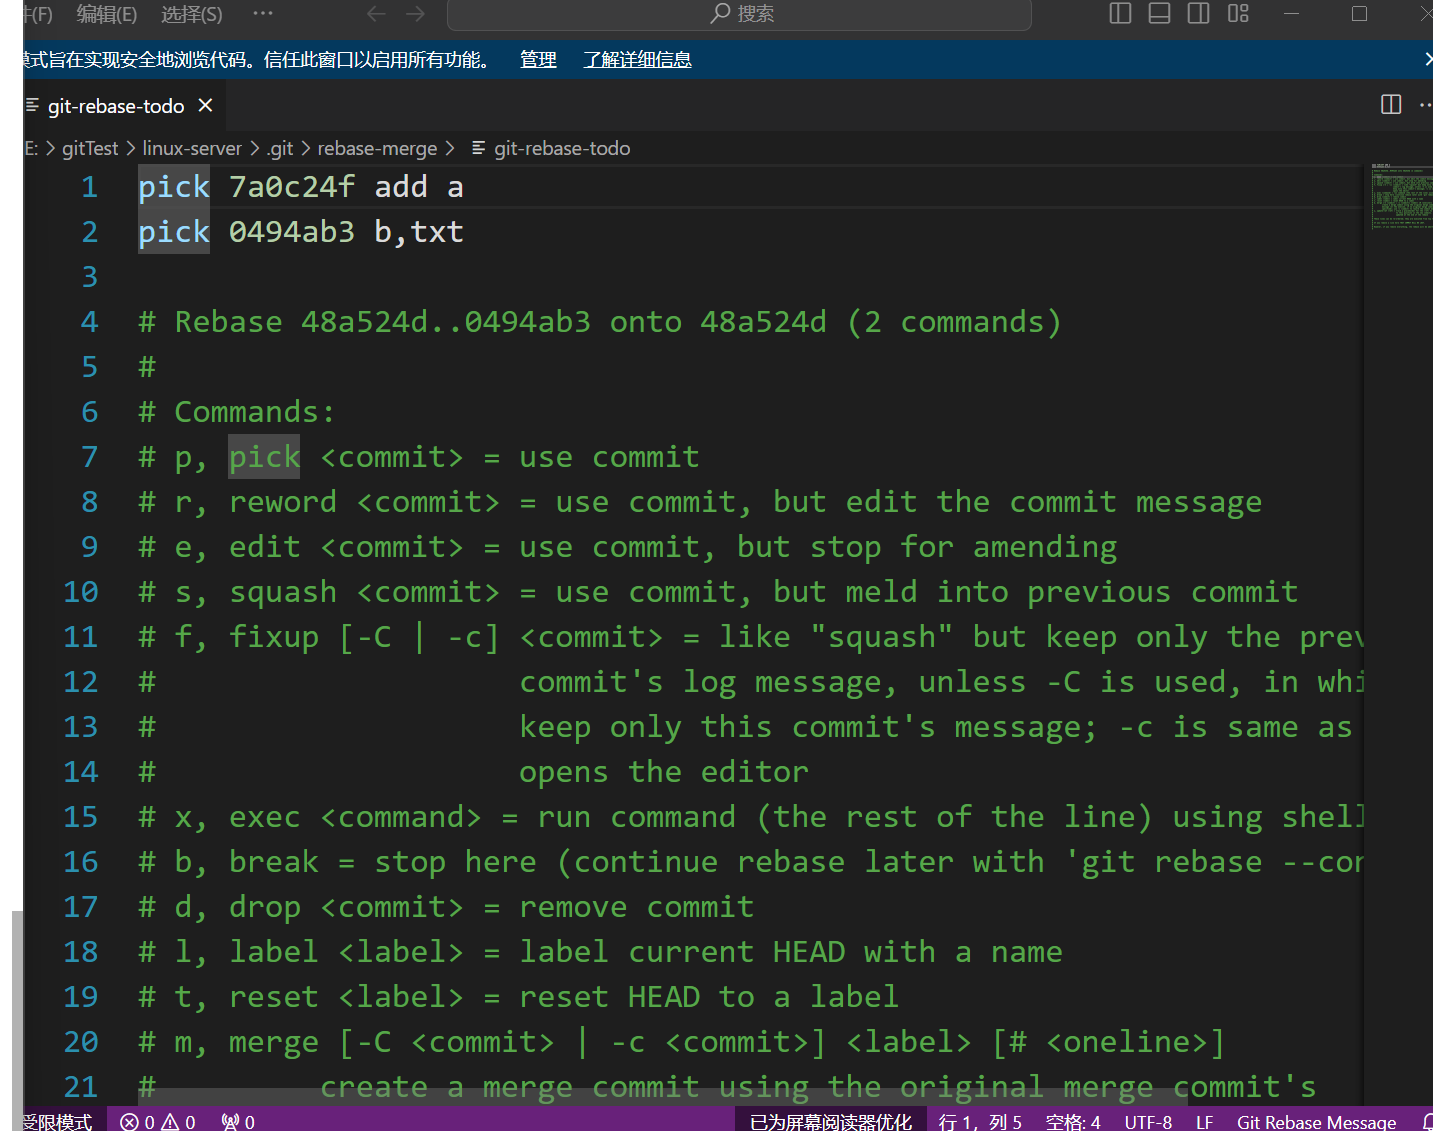 件(F) 编辑(E) 选择(S) ··· 搜索
模式旨在实现安全地浏览代码。信任此窗口以启用所有功能。 管理 了解详细信息
git-rebase-todo
E: > gitTest > linux-server > .git > rebase-merge > git-rebase-todo
1 pick 7a0c24f add a
2 pick 0494ab3 b,txt
3
4 # Rebase 48a524d..0494ab3 onto 48a524d (2 commands)
5 #
6 # Commands:
7 # p, pick <commit> = use commit
8 # r, reword <commit> = use commit, but edit the commit message
9 # e, edit <commit> = use commit, but stop for amending
10 # s, squash <commit> = use commit, but meld into previous commit
11 # f, fixup [-C | -c] <commit> = like "squash" but keep only the prev
12 # commit's log message, unless -C is used, in whi
13 # keep only this commit's message; -c is same as
14 # opens the editor
15 # x, exec <command> = run command (the rest of the line) using shell
16 # b, break = stop here (continue rebase later with 'git rebase --con
17 # d, drop <commit> = remove commit
18 # l, label <label> = label current HEAD with a name
19 # t, reset <label> = reset HEAD to a label
20 # m, merge [-C <commit> | -c <commit>] <label> [# <oneline>]
21 # create a merge commit using the original merge commit's
受限模式 0 0 0 已为屏幕阅读器优化 行 1，列 5 空格: 4 UTF-8 LF Git Rebase Message